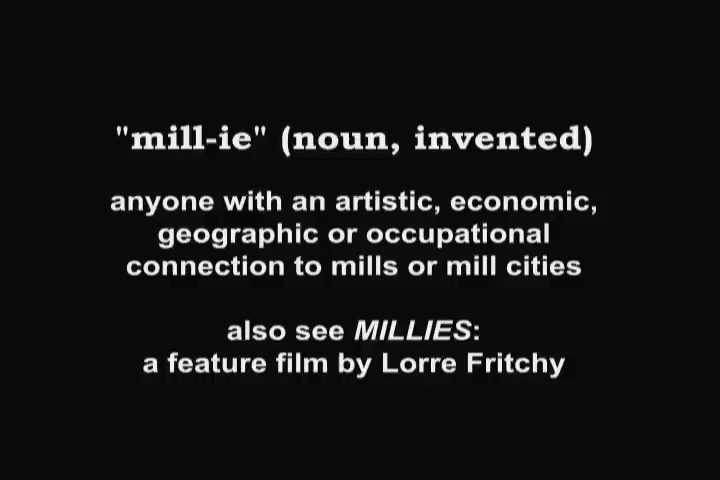 "mill-ie" (noun, invented)
anyone with an artistic, economic,
geographic or occupational
connection to mills or mill cities
also see MILLIES:
a feature film by Lorre Fritchy